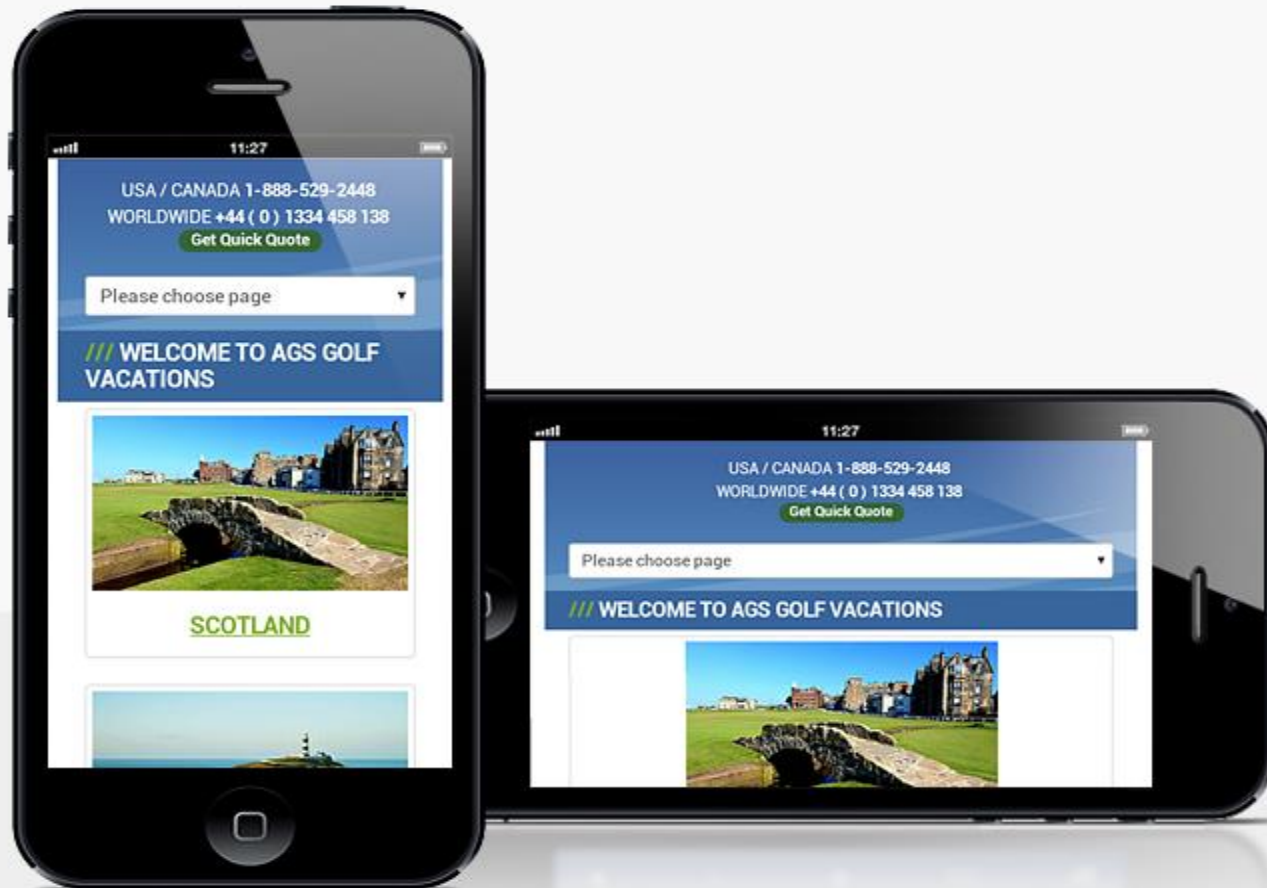 11:27
USA / CANADA 1-888-529-2448
WORLDWIDE +44 ( 0 ) 1334 458 138
Get Quick Quote
Please choose page
/// WELCOME TO AGS GOLF
VACATIONS
SCOTLAND
11:27
USA / CANADA 1-888-529-2448
WORLDWIDE +44 ( 0 ) 1334 458 138
Get Quick Quote
Please choose page
/// WELCOME TO AGS GOLF VACATIONS